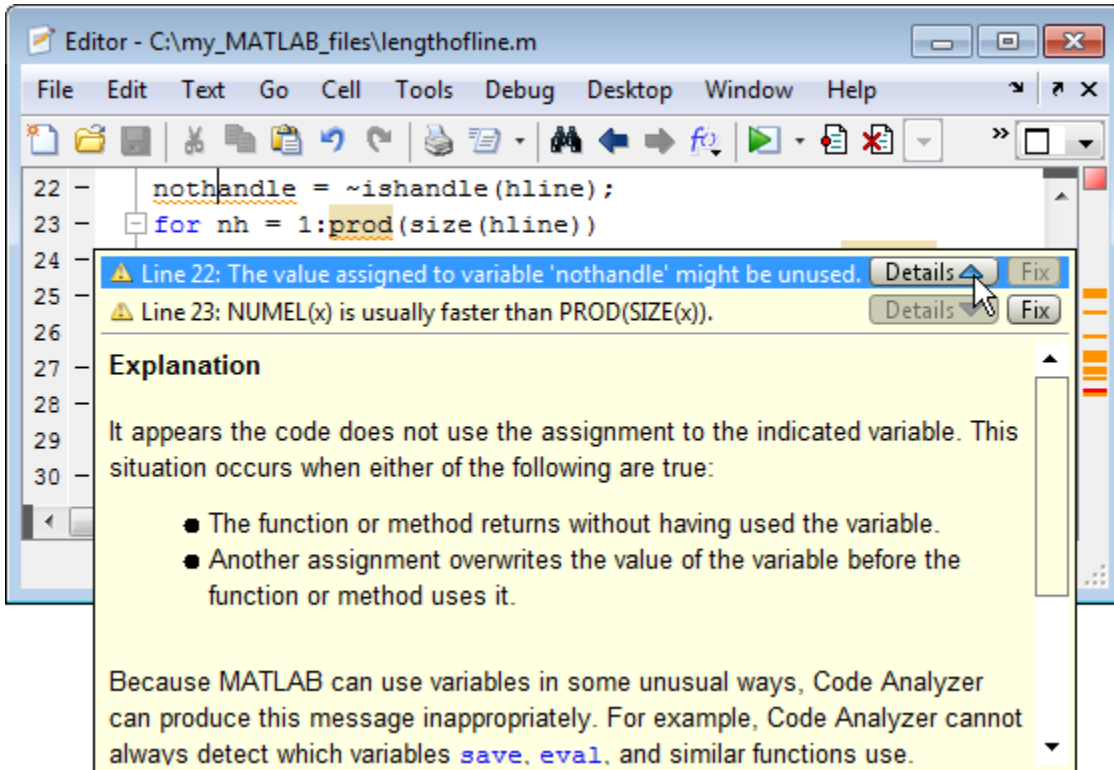 Editor - C:\my_MATLAB_files\lengthofline.m
File Edit Text Go Cell Tools Debug Desktop Window Help
22 - nothandle = ~ishandle(hline);
23 - for nh = 1:prod(size(hline))
24 -
Line 22: The value assigned to variable 'nothandle' might be unused. Details Fix
25 -
Line 23: NUMEL(x) is usually faster than PROD(SIZE(x)). Details Fix
26
27 -
Explanation
28 -
29
It appears the code does not use the assignment to the indicated variable. This
30 -
situation occurs when either of the following are true:
● The function or method returns without having used the variable.
● Another assignment overwrites the value of the variable before the
function or method uses it.
Because MATLAB can use variables in some unusual ways, Code Analyzer
can produce this message inappropriately. For example, Code Analyzer cannot
always detect which variables save, eval, and similar functions use.